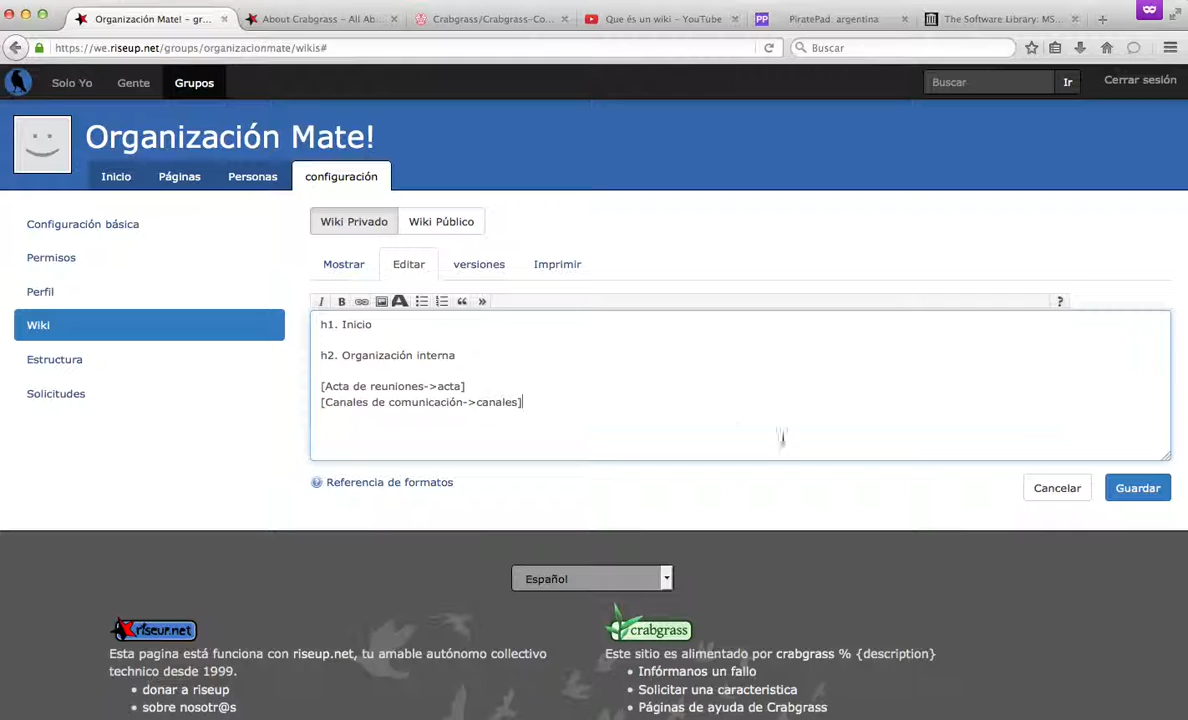 Organización Mate! - gr...
About Crabgrass – All Ab...
Crabgrass/Crabgrass-Co...
Que és un wiki – YouTube
PP PiratePad: argentina
The Software Library: MS...
https://we.riseup.net/groups/organizacionmate/wikis#
Buscar
Solo Yo
Gente
Grupos
Buscar
Ir
Cerrar sesión
Organización Mate!
Inicio
Páginas
Personas
configuración
Configuración básica
Permisos
Perfil
Wiki
Estructura
Solicitudes
Wiki Privado
Wiki Público
Mostrar
Editar
versiones
Imprimir
I B A ?
h1. Inicio
h2. Organización interna
[Acta de reuniones->acta]
[Canales de comunicación->canales]
Referencia de formatos
Cancelar
Guardar
Español
riseup.net
Esta pagina está funciona con riseup.net, tu amable autónomo colectivo
technico desde 1999.
donar a riseup
sobre nosotr@s
crabgrass
Este sitio es alimentado por crabgrass % {description}
Infórmanos un fallo
Solicitar una caracteristica
Páginas de ayuda de Crabgrass